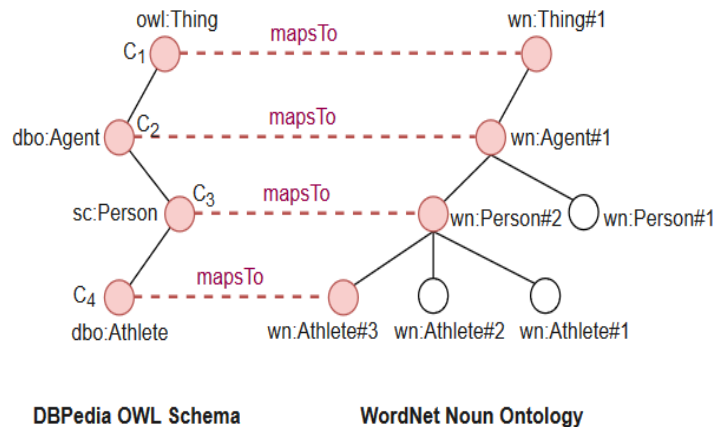 owl:Thing
wn:Thing#1
C1
mapsTo
dbo:Agent
C2
mapsTo
wn:Agent#1
sc:Person
C3
mapsTo
wn:Person#2
wn:Person#1
C4
mapsTo
dbo:Athlete
wn:Athlete#3
wn:Athlete#2
wn:Athlete#1
DBPedia OWL Schema
WordNet Noun Ontology